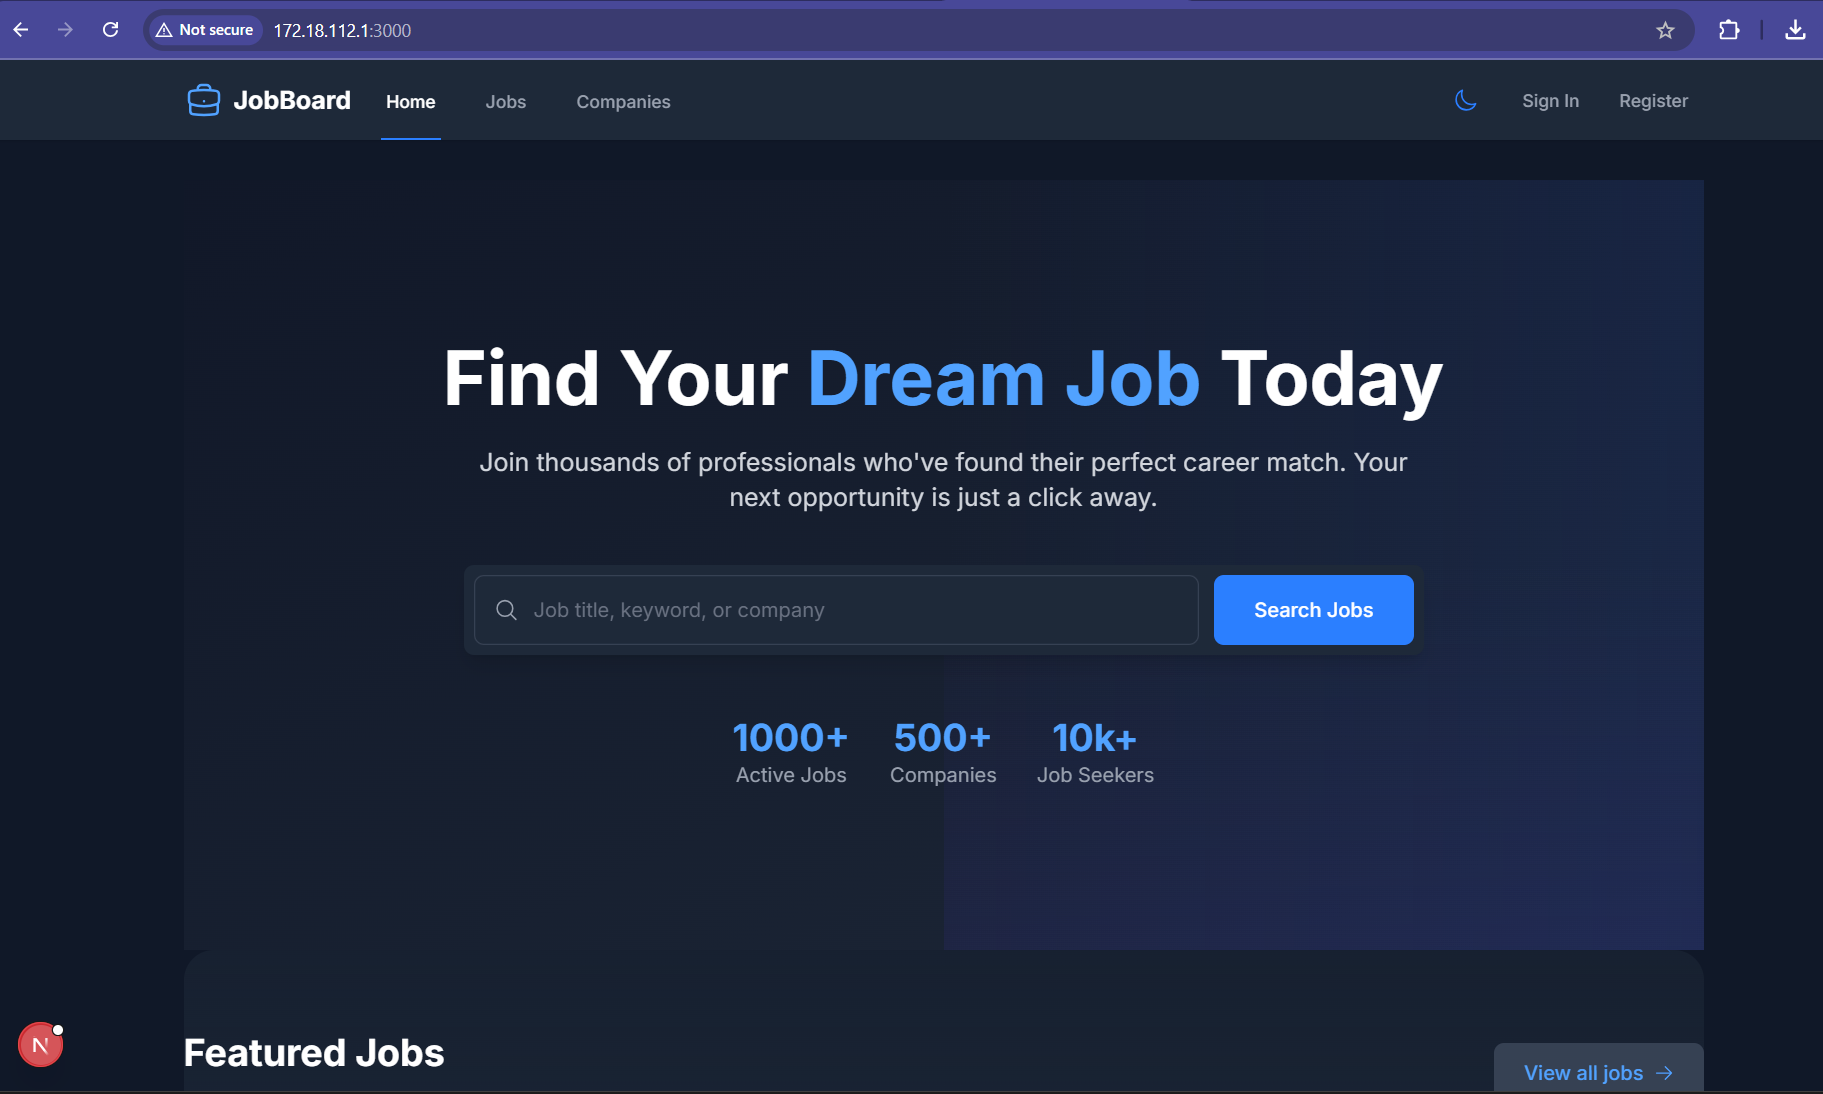 Not secure
172.18.112.1:3000
JobBoard
Home
Jobs
Companies
Sign In
Register
Find Your Dream Job Today
Join thousands of professionals who've found their perfect career match. Your
next opportunity is just a click away.
Job title, keyword, or company
Search Jobs
1000+
Active Jobs
500+
Companies
10k+
Job Seekers
N
Featured Jobs
View all jobs →